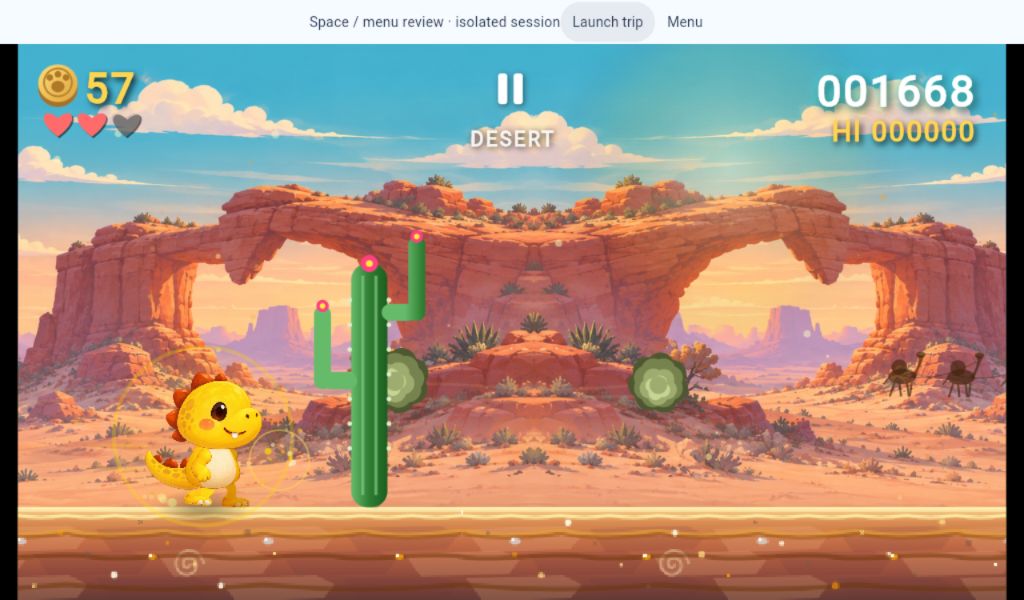 Space / menu review · isolated session Launch trip Menu
57
001668
DESERT
HI 000000